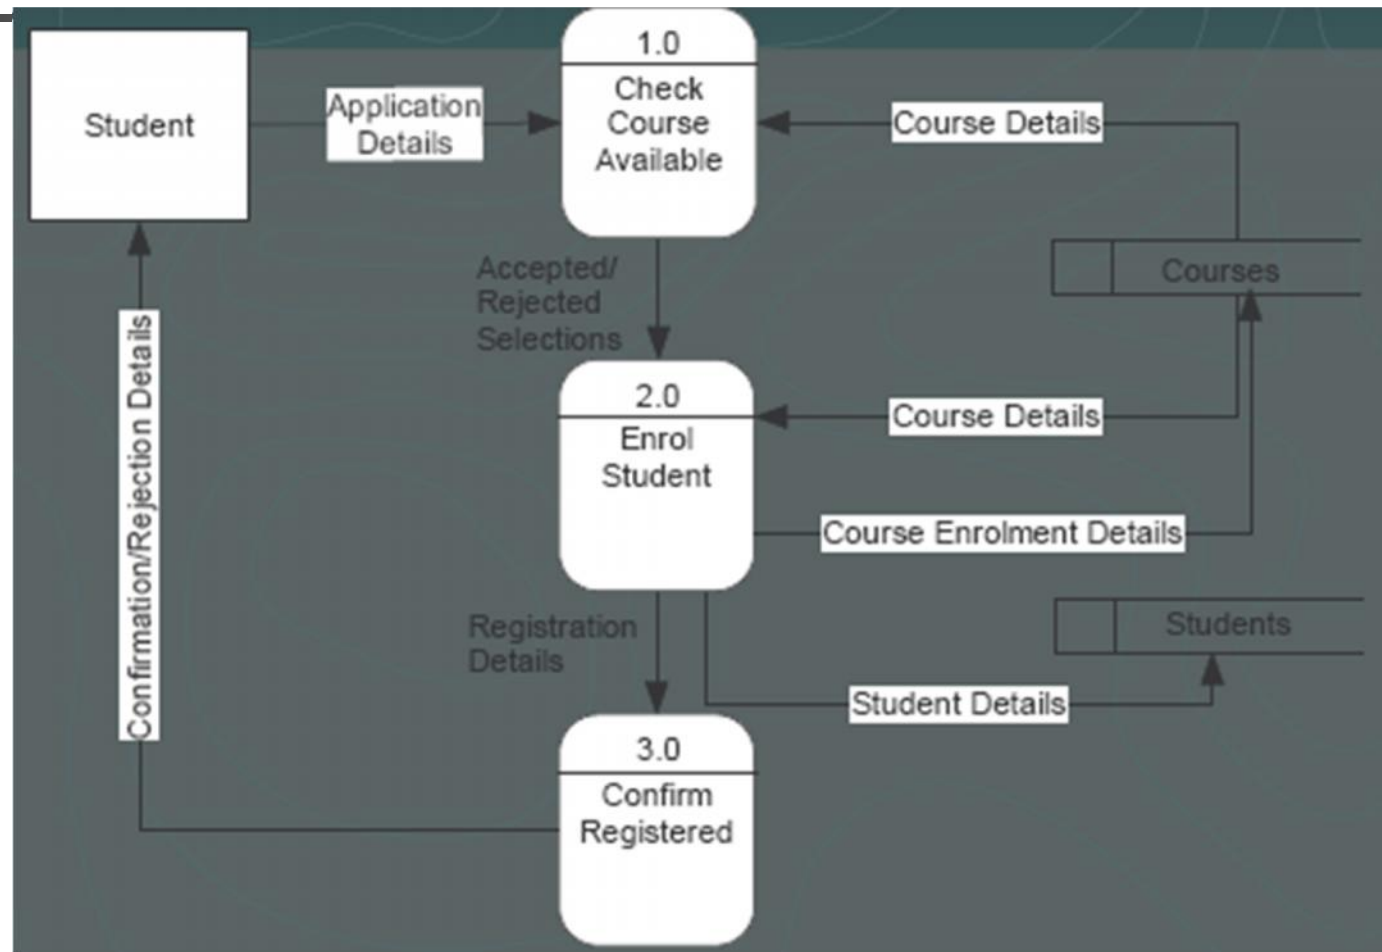 Student
Application
Details
1.0
Check
Course
Available
Course Details
Accepted/
Rejected
Selections
Courses
Confirmation/Rejection Details
2.0
Enrol
Student
Course Details
Course Enrolment Details
Registration
Details
Students
Student Details
3.0
Confirm
Registered